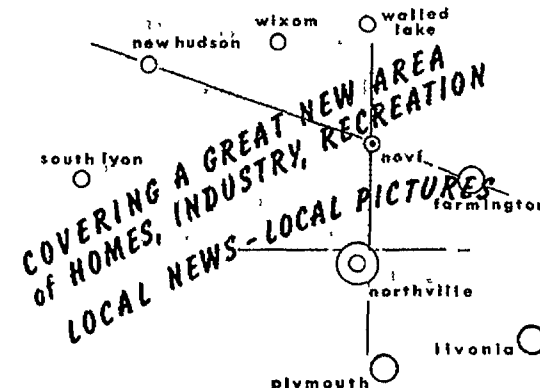 wixom
walled
lake
new hudson
COVERING A GREAT NEW AREA
of HOMES, INDUSTRY, RECREATION
LOCAL NEWS - LOCAL PICTURES
south lyon
novi
farmington
northville
livonia
plymouth